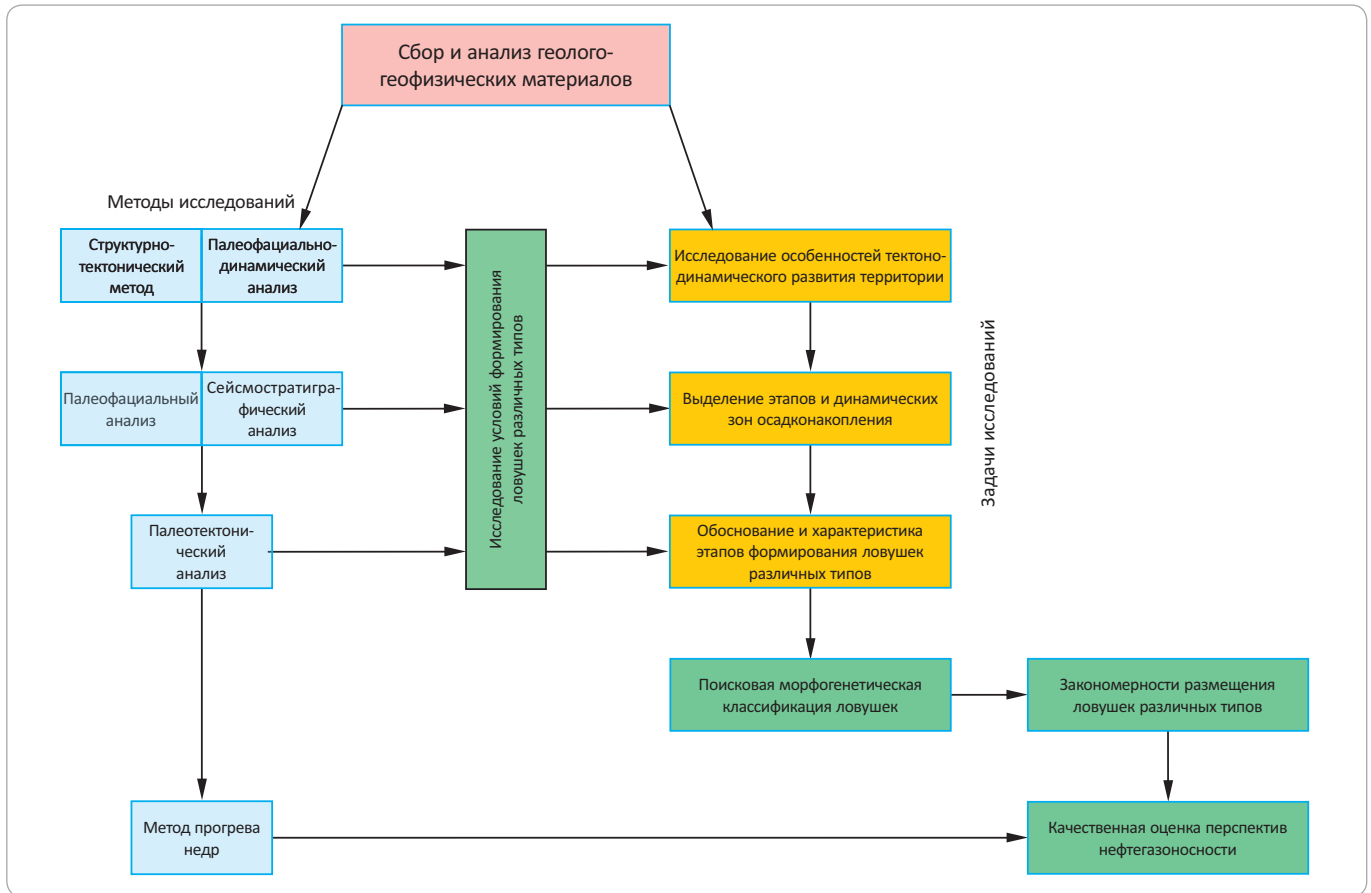 Сбор и анализ геолого-
геофизических материалов
Методы исследований
Структурно-
тектонический
метод
Палеофациально-
динамический
анализ
Исследование условий формирования
ловушек различных типов
Исследование особенностей тектоно-
динамического развития территории
Задачи исследований
Палеофациальный
анализ
Сейсмостратигра-
фический
анализ
Выделение этапов и динамических
зон осадконакопления
Палеотектони-
ческий
анализ
Обоснование и характеристика
этапов формирования ловушек
различных типов
Поисковая морфогенетическая
классификация ловушек
Закономерности размещения
ловушек различных типов
Метод прогрева
недр
Качественная оценка перспектив
нефтегазоносности